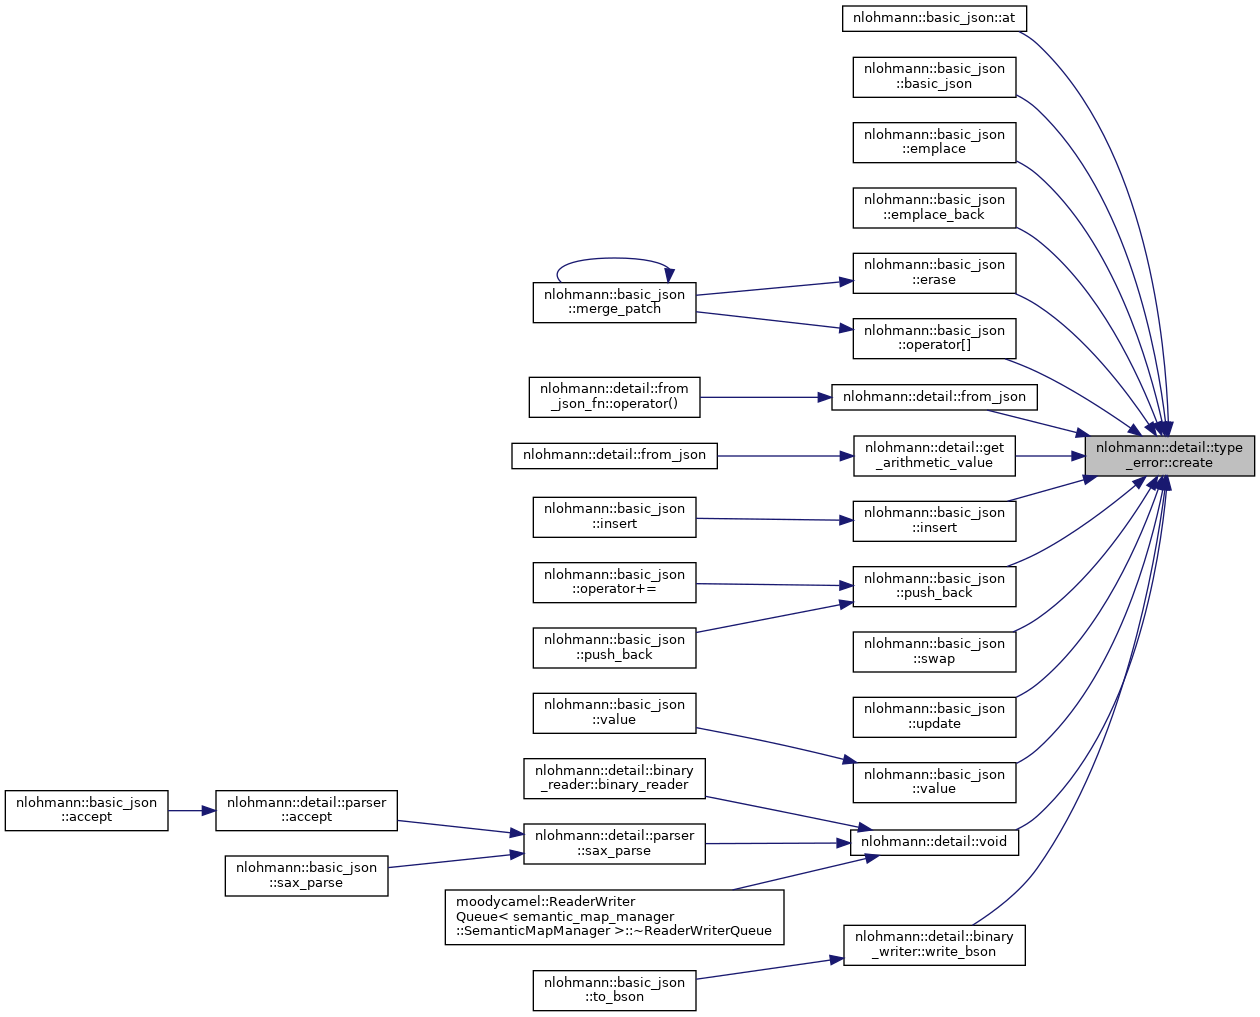 nlohmann::basic_json::at
nlohmann::basic_json
::basic_json
nlohmann::basic_json
::emplace
nlohmann::basic_json
::emplace_back
nlohmann::basic_json
::erase
nlohmann::basic_json
::merge_patch
nlohmann::basic_json
::operator[]
nlohmann::detail::from
_json_fn::operator()
nlohmann::detail::from_json
nlohmann::detail::type
_error::create
nlohmann::detail::from_json
nlohmann::detail::get
_arithmetic_value
nlohmann::basic_json
::insert
nlohmann::basic_json
::insert
nlohmann::basic_json
::operator+=
nlohmann::basic_json
::push_back
nlohmann::basic_json
::push_back
nlohmann::basic_json
::swap
nlohmann::basic_json
::value
nlohmann::basic_json
::update
nlohmann::detail::binary
_reader::binary_reader
nlohmann::basic_json
::value
nlohmann::basic_json
::accept
nlohmann::detail::parser
::accept
nlohmann::detail::parser
::sax_parse
nlohmann::detail::void
nlohmann::basic_json
::sax_parse
moodycamel::ReaderWriter
Queue< semantic_map_manager
::SemanticMapManager >::~ReaderWriterQueue
nlohmann::detail::binary
_writer::write_bson
nlohmann::basic_json
::to_bson